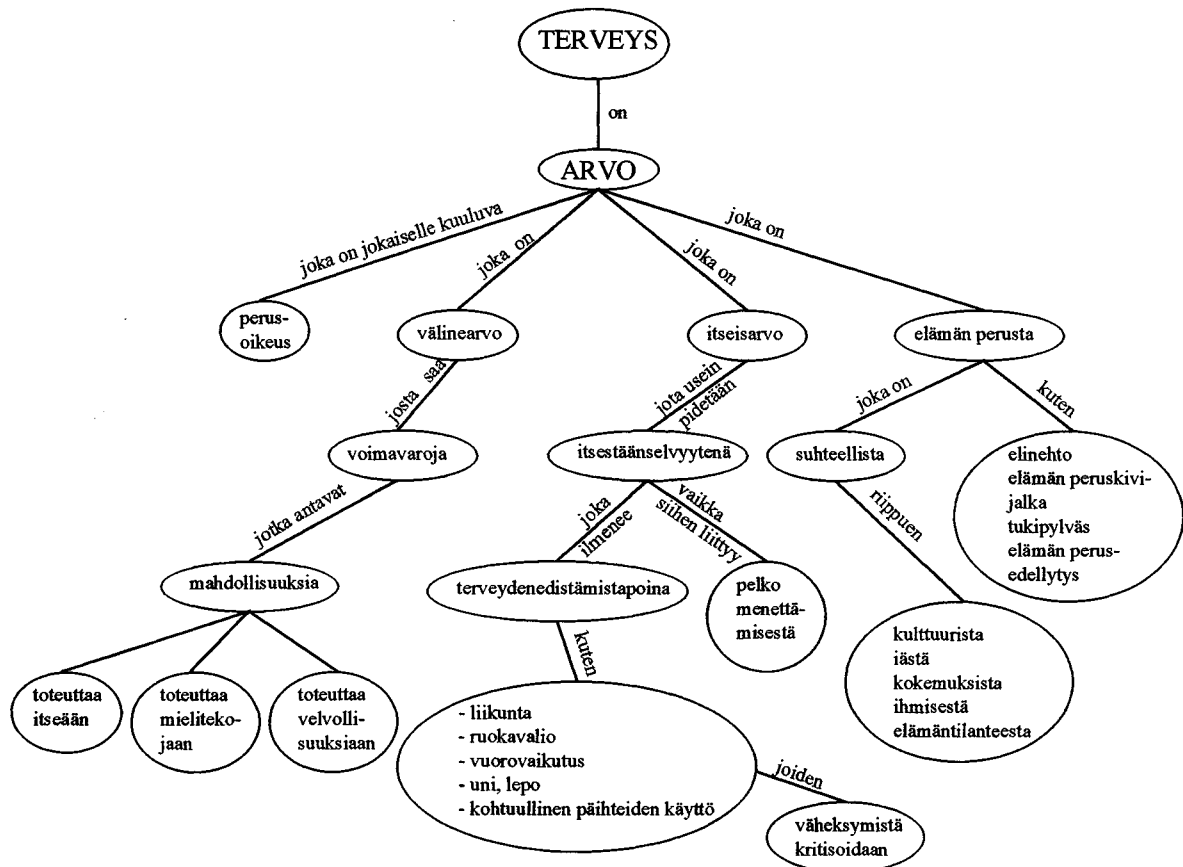 TERVEYS
on
ARVO
joka on jokaiselle kuuluva
joka on
joka on
joka on
perus-
oikeus
välinearvo
itseisarvo
elämän perusta
josta saa
jota usein
pidetään
joka on
kuten
voimavaroja
itsestäänselvyytenä
suhteellista
elinehto
elämän peruskivi-
jalka
tukipylväs
elämän perus-
edellytys
jotka antavat
joka
ilmenee
vaikka
siihen liittyy
riippuen
mahdollisuuksia
terveydenedistämistapoina
pelko
menettä-
misestä
kuten
kulttuurista
iästä
kokemuksista
ihmisestä
elämäntilanteesta
toteuttaa
itseään
toteuttaa
mieliteko-
jaan
toteuttaa
velvolli-
suuksiaan
- liikunta
- ruokavalio
- vuorovaikutus
- uni, lepo
- kohtuullinen päihteiden käyttö
joiden
väheksymistä
kritisoidaan